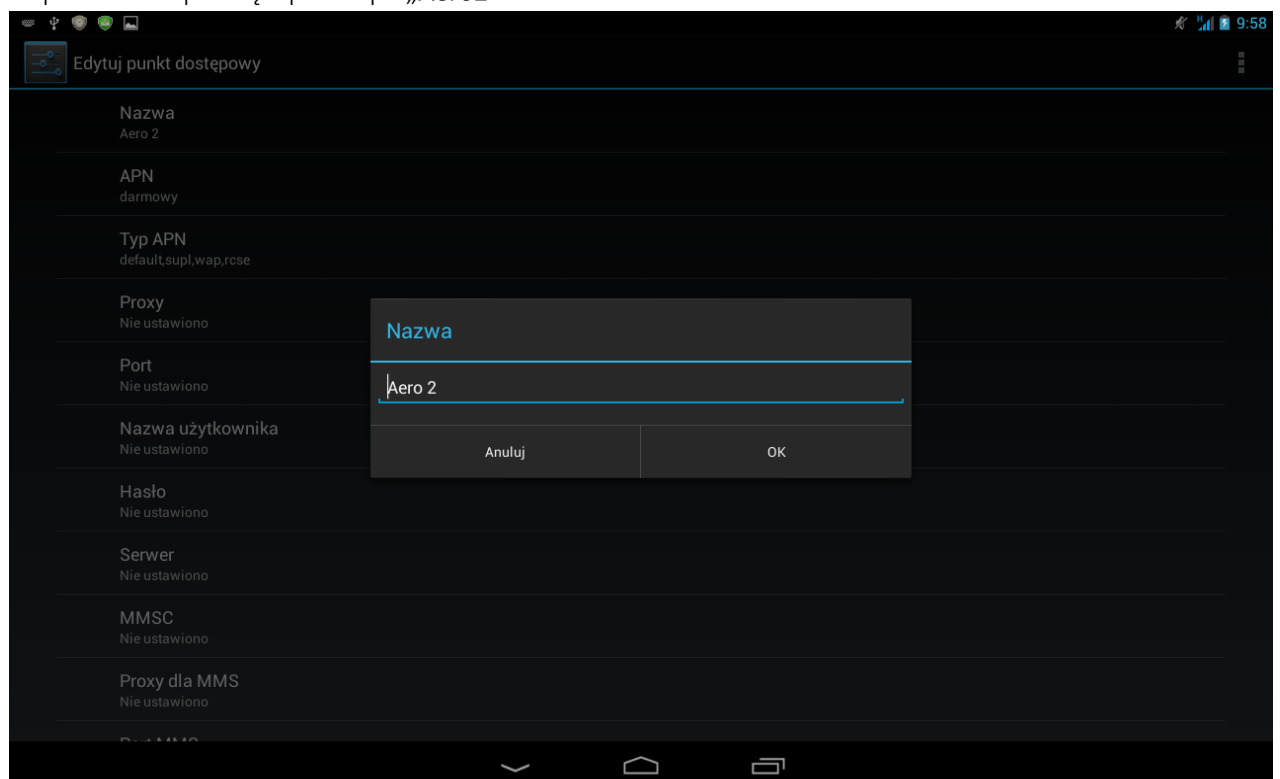 9:58
Edytuj punkt dostępowy
Nazwa
Aero 2
APN
darmowy
Typ APN
default,supl,wap,rcse
Proxy
Nie ustawiono
Port
Nie ustawiono
Nazwa użytkownika
Nie ustawiono
Hasło
Nie ustawiono
Serwer
Nie ustawiono
MMSC
Nie ustawiono
Proxy dla MMS
Nie ustawiono
Nazwa
Aero 2
Anuluj OK